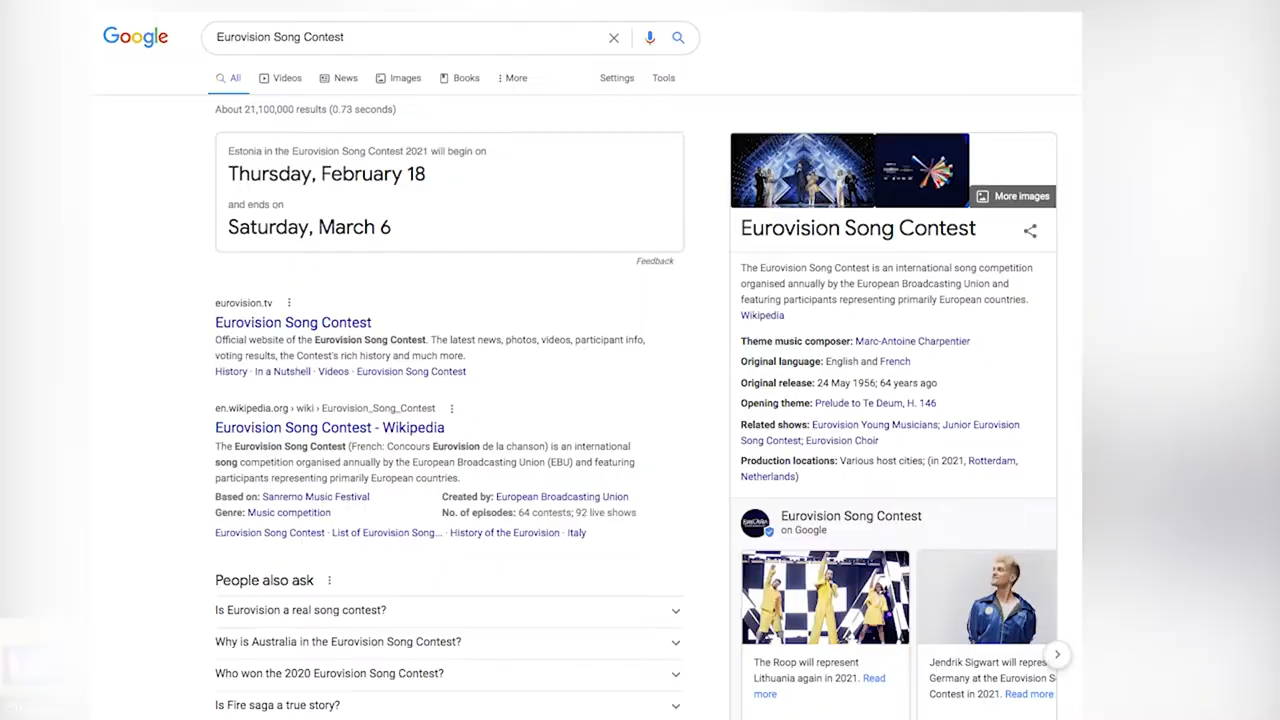 Google
Eurovision Song Contest
All
Videos
News
Images
Books
More
Settings
Tools
About 21,100,000 results (0.73 seconds)
Estonia in the Eurovision Song Contest 2021 will begin on
Thursday, February 18
and ends on
Saturday, March 6
Feedback
eurovision.tv
Eurovision Song Contest
Official website of the Eurovision Song Contest. The latest news, photos, videos, participant info,
voting results, the Contest's rich history and much more.
History · In a Nutshell · Videos · Eurovision Song Contest
en.wikipedia.org › wiki › Eurovision_Song_Contest
Eurovision Song Contest - Wikipedia
The Eurovision Song Contest (French: Concours Eurovision de la chanson) is an international
song competition organised annually by the European Broadcasting Union (EBU) and featuring
participants representing primarily European countries.
Based on: Sanremo Music Festival
Created by: European Broadcasting Union
Genre: Music competition
No. of episodes: 64 contests; 92 live shows
Eurovision Song Contest · List of Eurovision Song... · History of the Eurovision · Italy
People also ask
Is Eurovision a real song contest?
Why is Australia in the Eurovision Song Contest?
Who won the 2020 Eurovision Song Contest?
Is Fire saga a true story?
More images
Eurovision Song Contest
The Eurovision Song Contest is an international song competition
organised annually by the European Broadcasting Union and
featuring participants representing primarily European countries.
Wikipedia
Theme music composer: Marc-Antoine Charpentier
Original language: English and French
Original release: 24 May 1956; 64 years ago
Opening theme: Prelude to Te Deum, H. 146
Related shows: Eurovision Young Musicians; Junior Eurovision
Song Contest; Eurovision Choir
Production locations: Various host cities; (in 2021, Rotterdam,
Netherlands)
Eurovision Song Contest
on Google
The Roop will represent
Lithuania again in 2021. Read
more
Jendrik Sigwart will repres
Germany at the Eurovision S
Contest in 2021. Read more